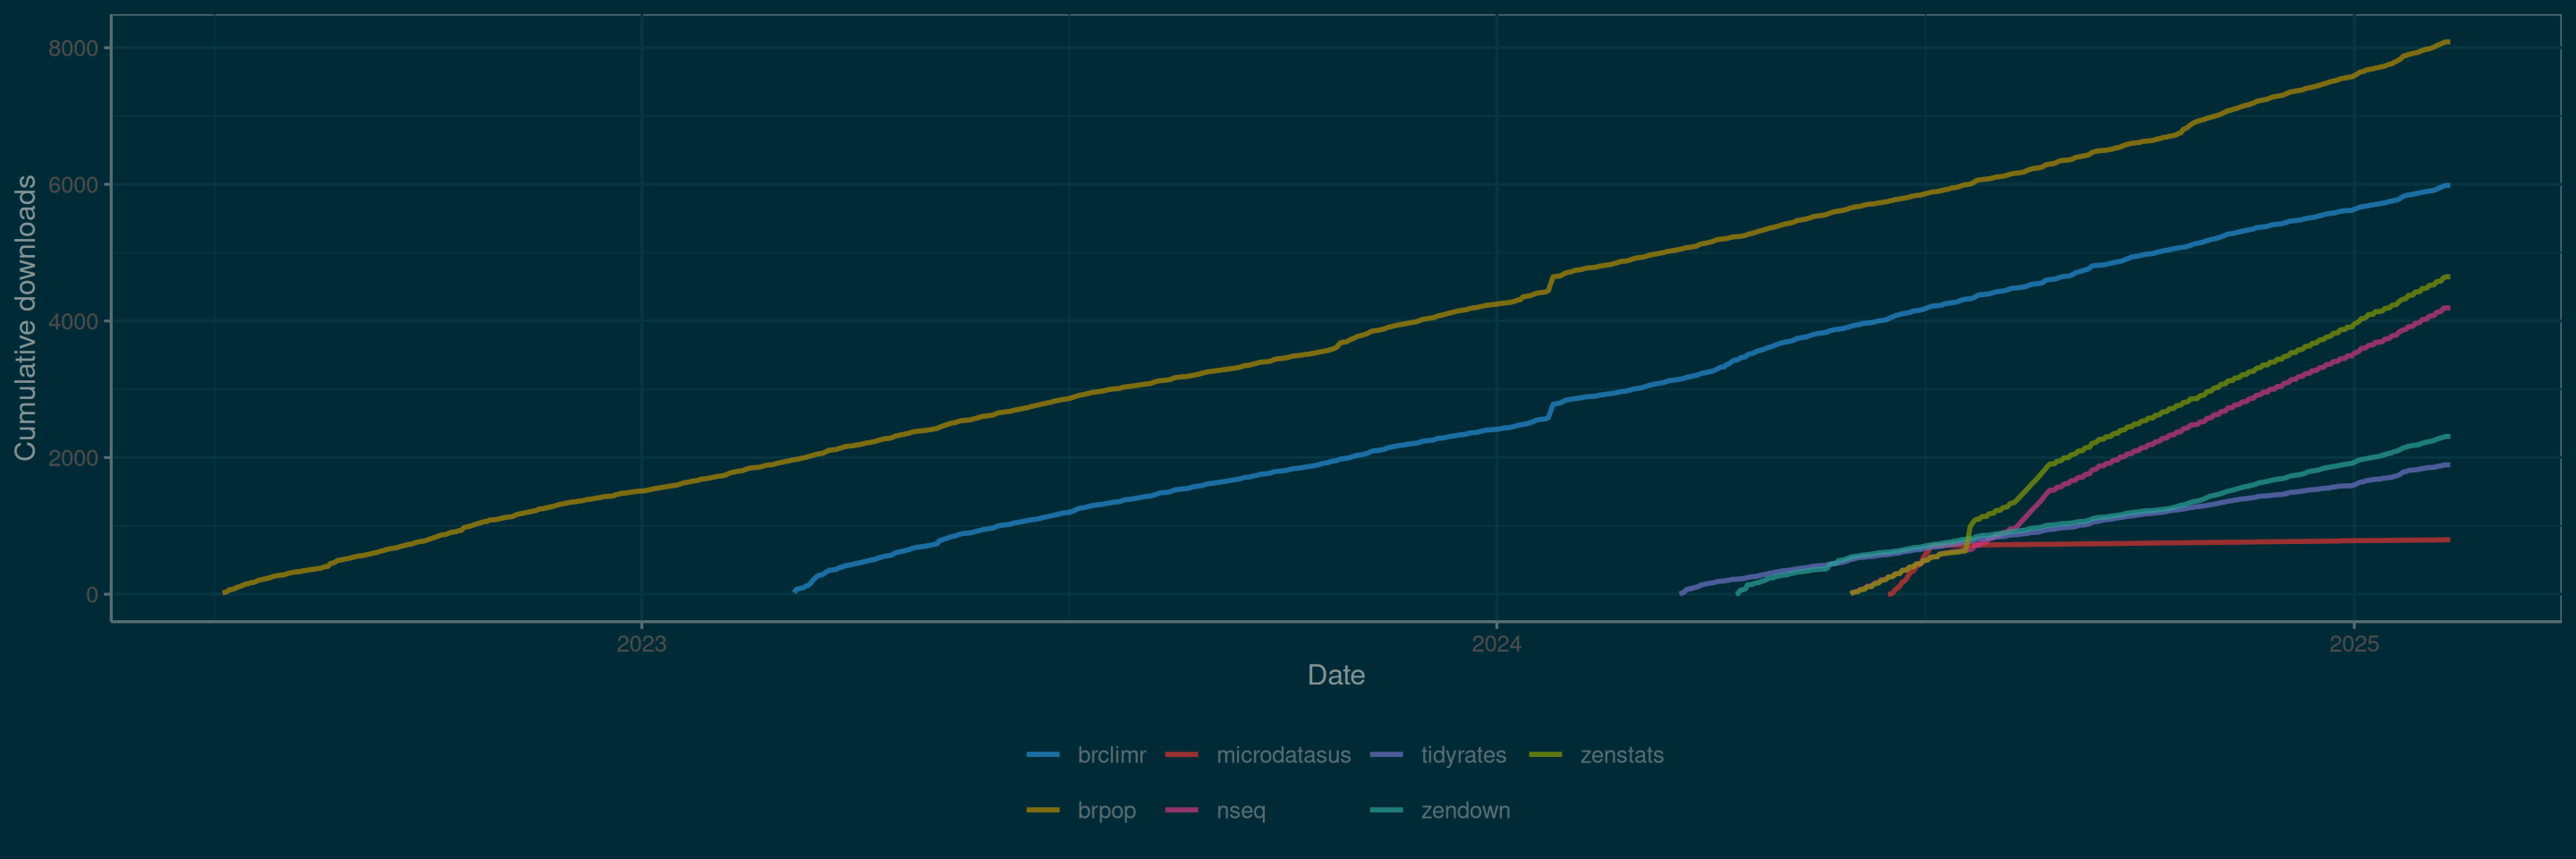 Cumulative downloads
8000
6000
4000
2000
0
2023 2024 2025
Date
brclimr microdatasus tidyrates zenstats
brpop nseq zendown